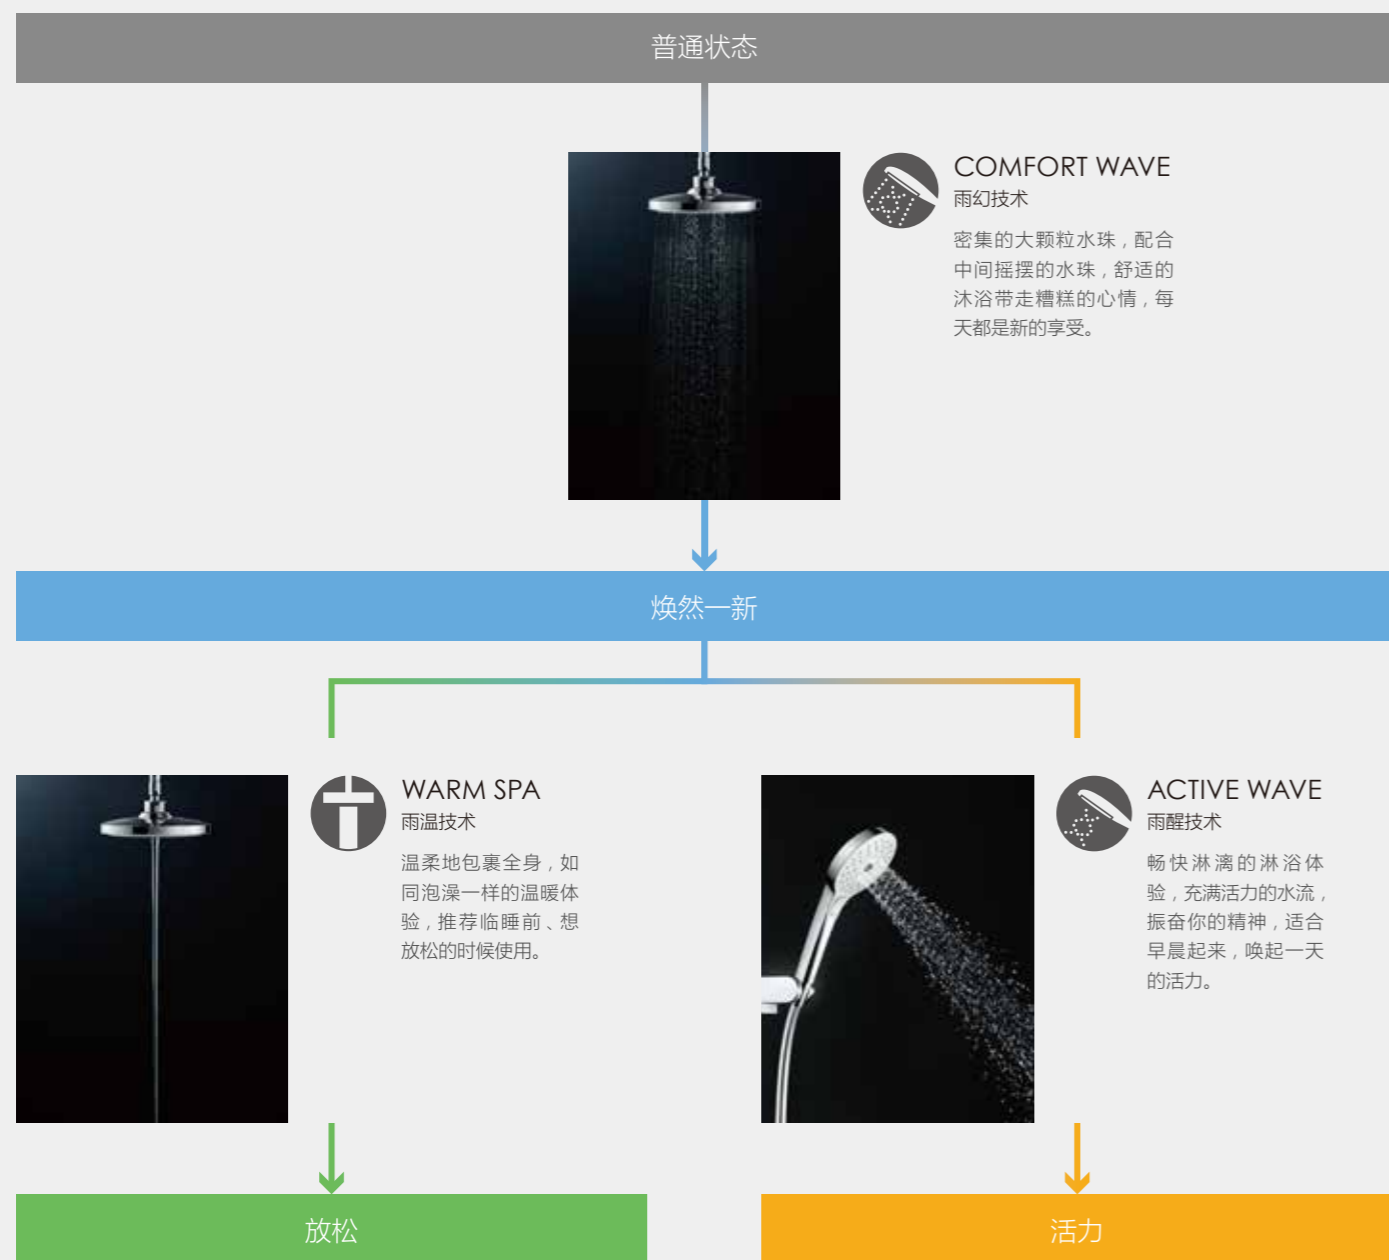 普通状态
COMFORT WAVE
雨幻技术
密集的大颗粒水珠，配合
中间摇摆的水珠，舒适的
沐浴带走糟糕的心情，每
天都是新的享受。
焕然一新
WARM SPA
雨温技术
温柔地包裹全身，如
同泡澡一样的温暖体
验，推荐临睡前、想
放松的时候使用。
ACTIVE WAVE
雨醒技术
畅快淋漓的淋浴体
验，充满活力的水流，
振奋你的精神，适合
早晨起来，唤起一天
的活力。
放松
活力